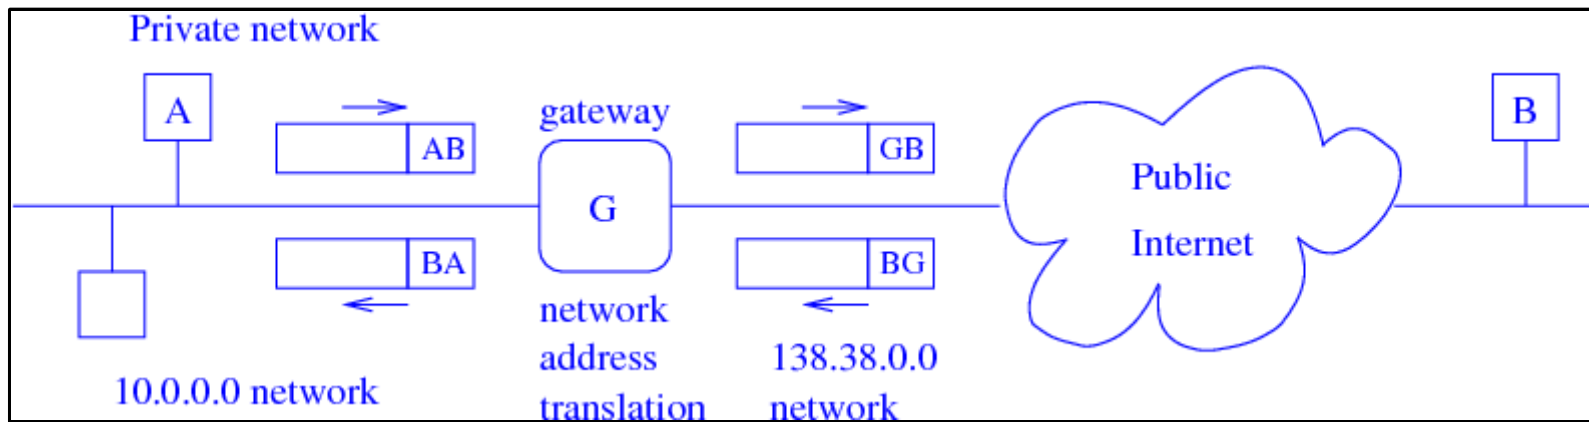 Private network
A
AB
BA
10.0.0.0 network
gateway
G
network
address
translation
GB
BG
138.38.0.0
network
Public
Internet
B